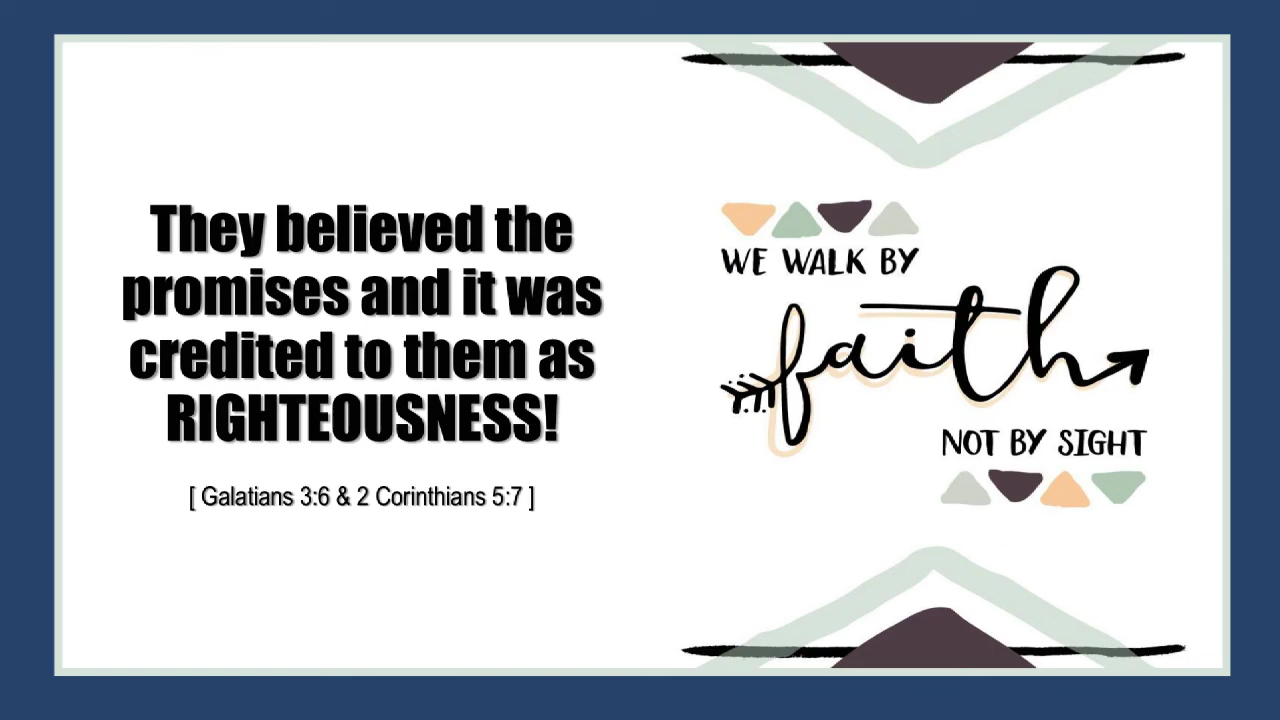 They believed the
promises and it was
credited to them as
RIGHTEOUSNESS!
[ Galatians 3:6 & 2 Corinthians 5:7 ]
WE WALK BY
faith
NOT BY SIGHT